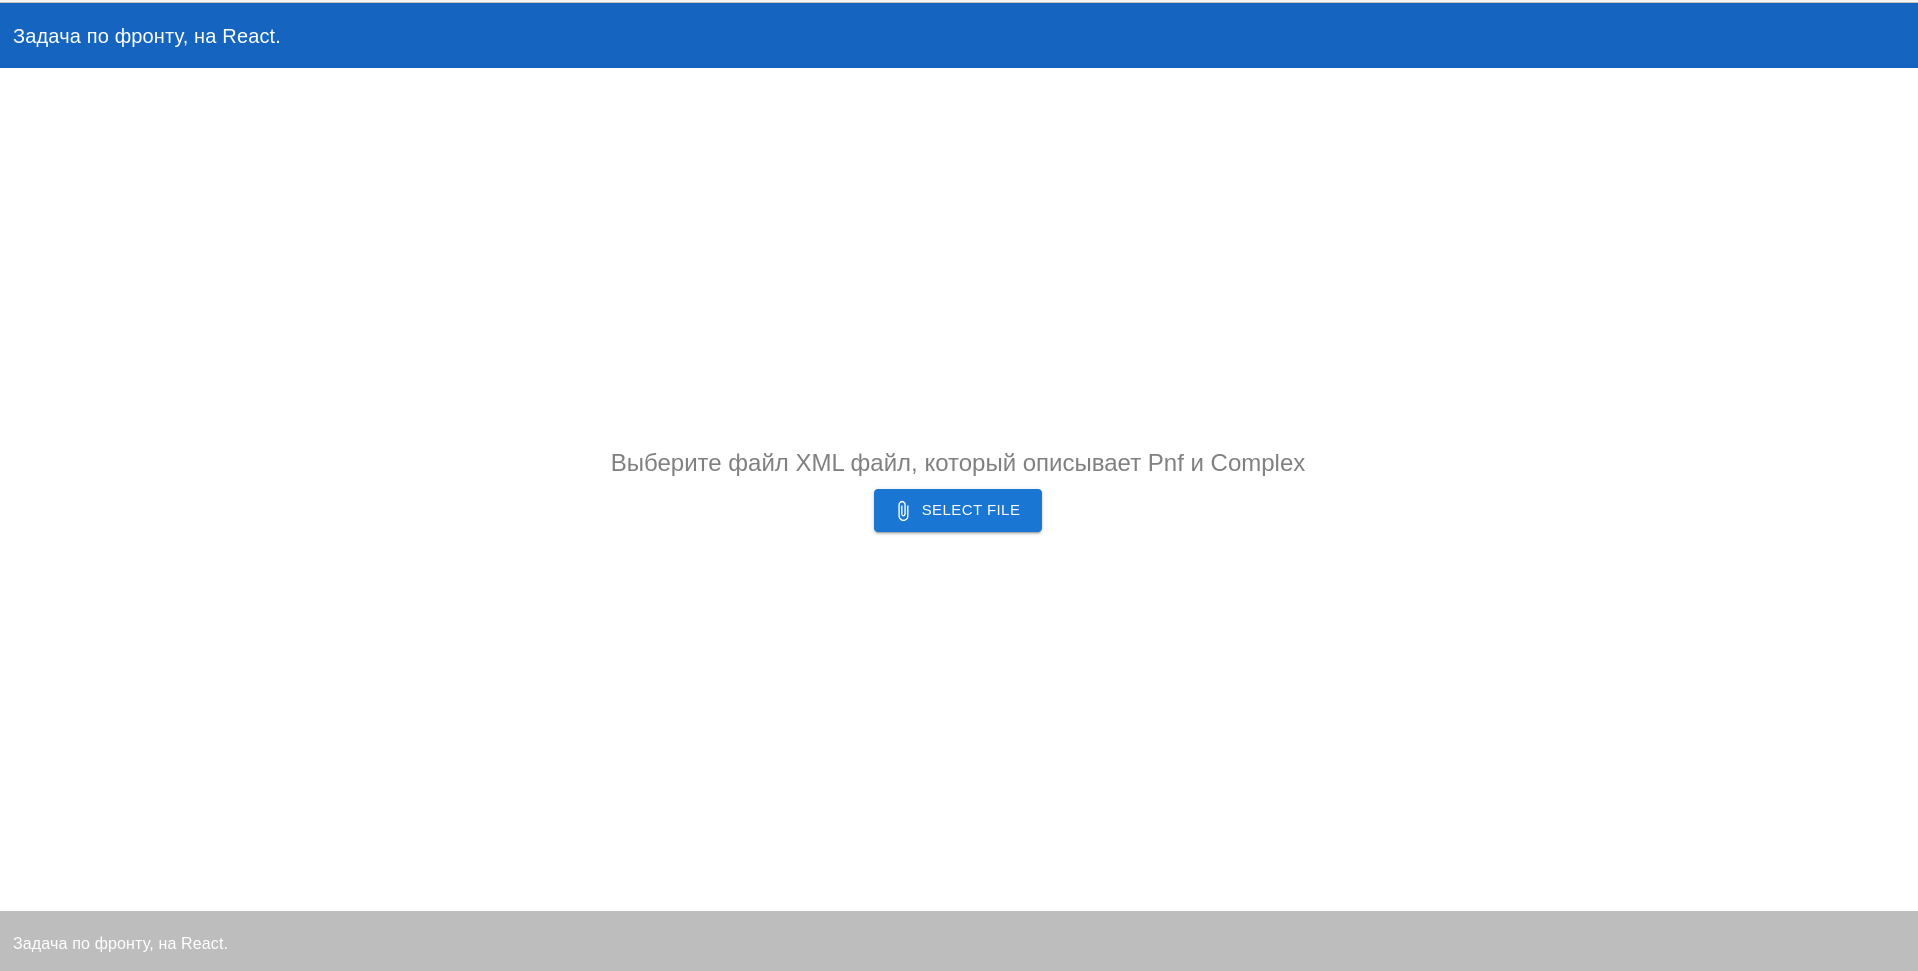 Задача по фронту, на React.
Выберите файл XML файл, который описывает Pnf и Complex
SELECT FILE
Задача по фронту, на React.